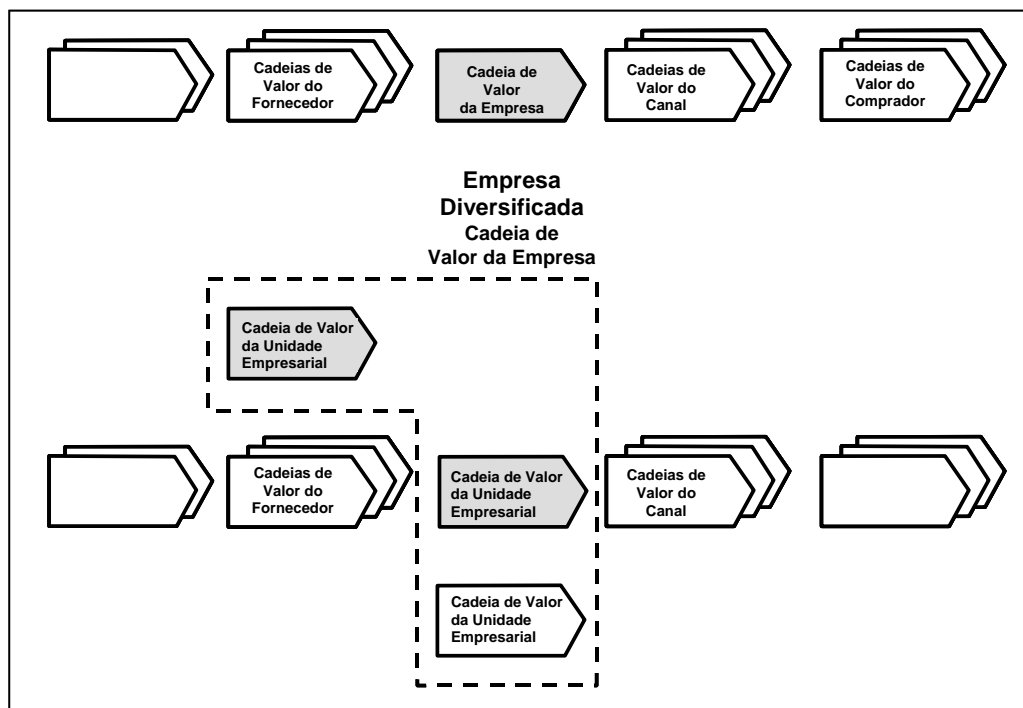 Cadeias de
Valor do
Fornecedor
Cadeia de
Valor
da Empresa
Cadeias de
Valor do
Canal
Cadeias de
Valor do
Comprador
Empresa
Diversificada
Cadeia de
Valor da Empresa
Cadeia de Valor
da Unidade
Empresarial
Cadeias de
Valor do
Fornecedor
Cadeia de Valor
da Unidade
Empresarial
Cadeias de
Valor do
Canal
Cadeia de Valor
da Unidade
Empresarial